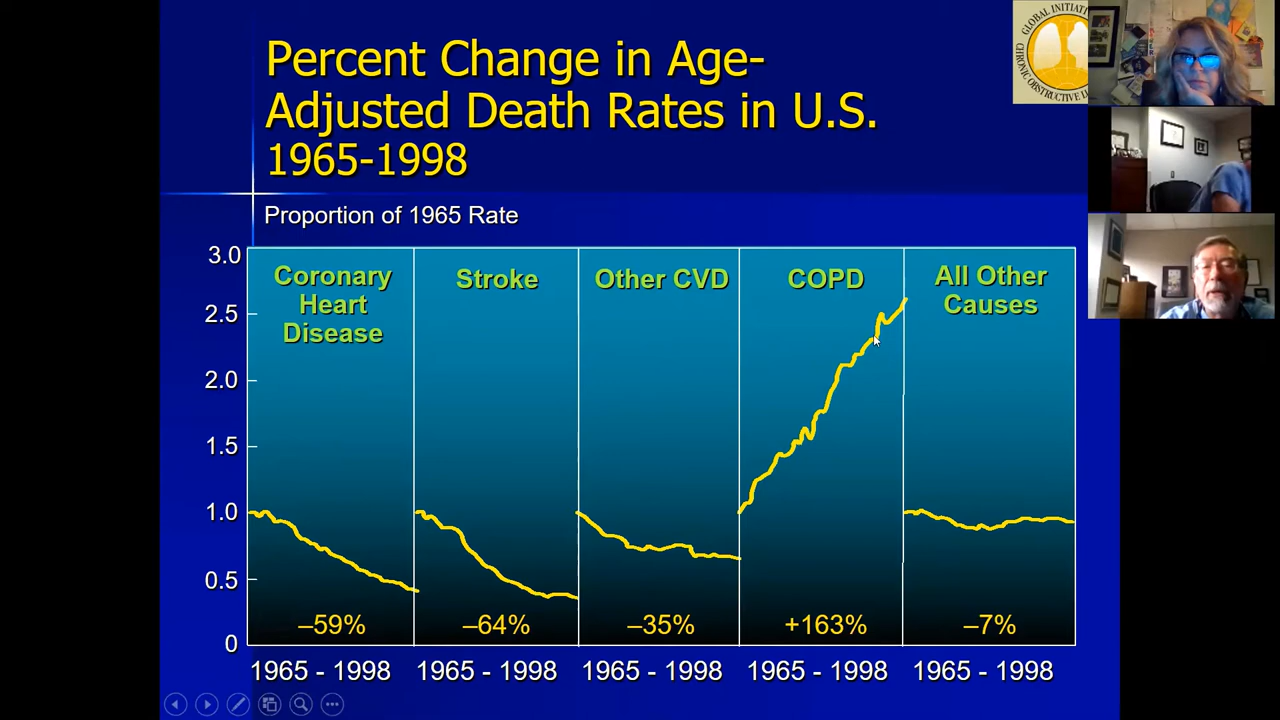 Percent Change in Age-
Adjusted Death Rates in U.S.
1965-1998
GLOBAL INITIATI
CHRONIC OBSTRUCTIVE L
Proportion of 1965 Rate
3.0
2.5
2.0
1.5
1.0
0.5
0
Coronary
Heart
Disease
Stroke
Other CVD
COPD
All Other
Causes
–59%
–64%
–35%
+163%
–7%
1965 - 1998
1965 - 1998
1965 - 1998
1965 - 1998
1965 - 1998